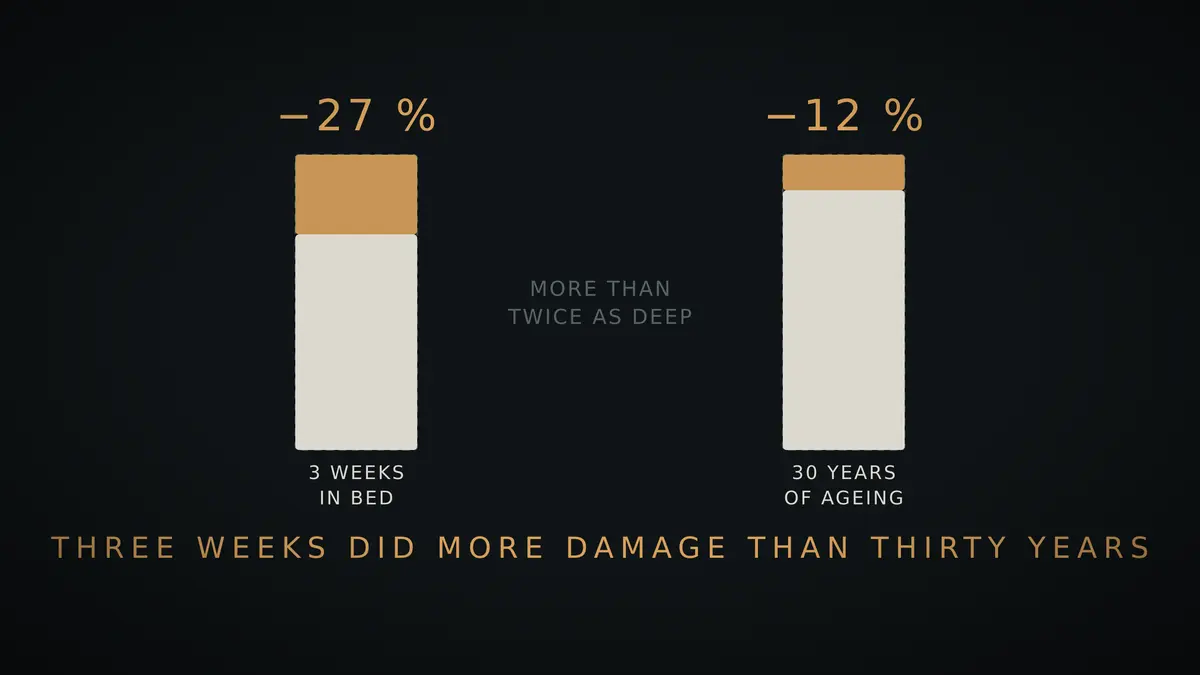 −27 %
−12 %
MORE THAN
TWICE AS DEEP
3 WEEKS
IN BED
30 YEARS
OF AGEING
THREE WEEKS DID MORE DAMAGE THAN THIRTY YEARS